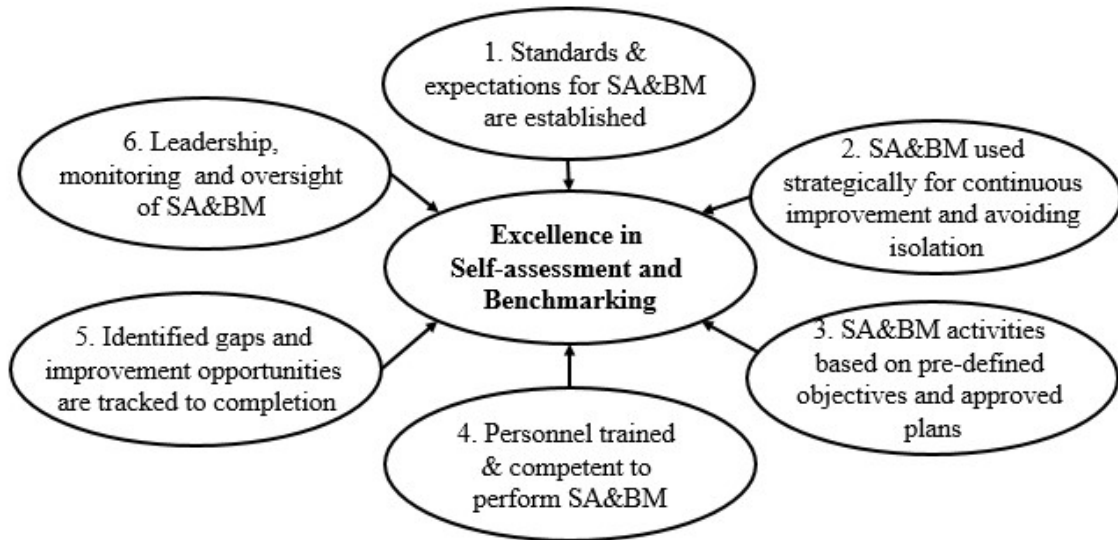 1. Standards &
expectations for SA&BM
are established
2. SA&BM used
strategically for continuous
improvement and avoiding
isolation
3. SA&BM activities
based on pre-defined
objectives and approved
plans
4. Personnel trained
& competent to
perform SA&BM
5. Identified gaps and
improvement opportunities
are tracked to completion
6. Leadership,
monitoring and oversight
of SA&BM
Excellence in
Self-assessment and
Benchmarking